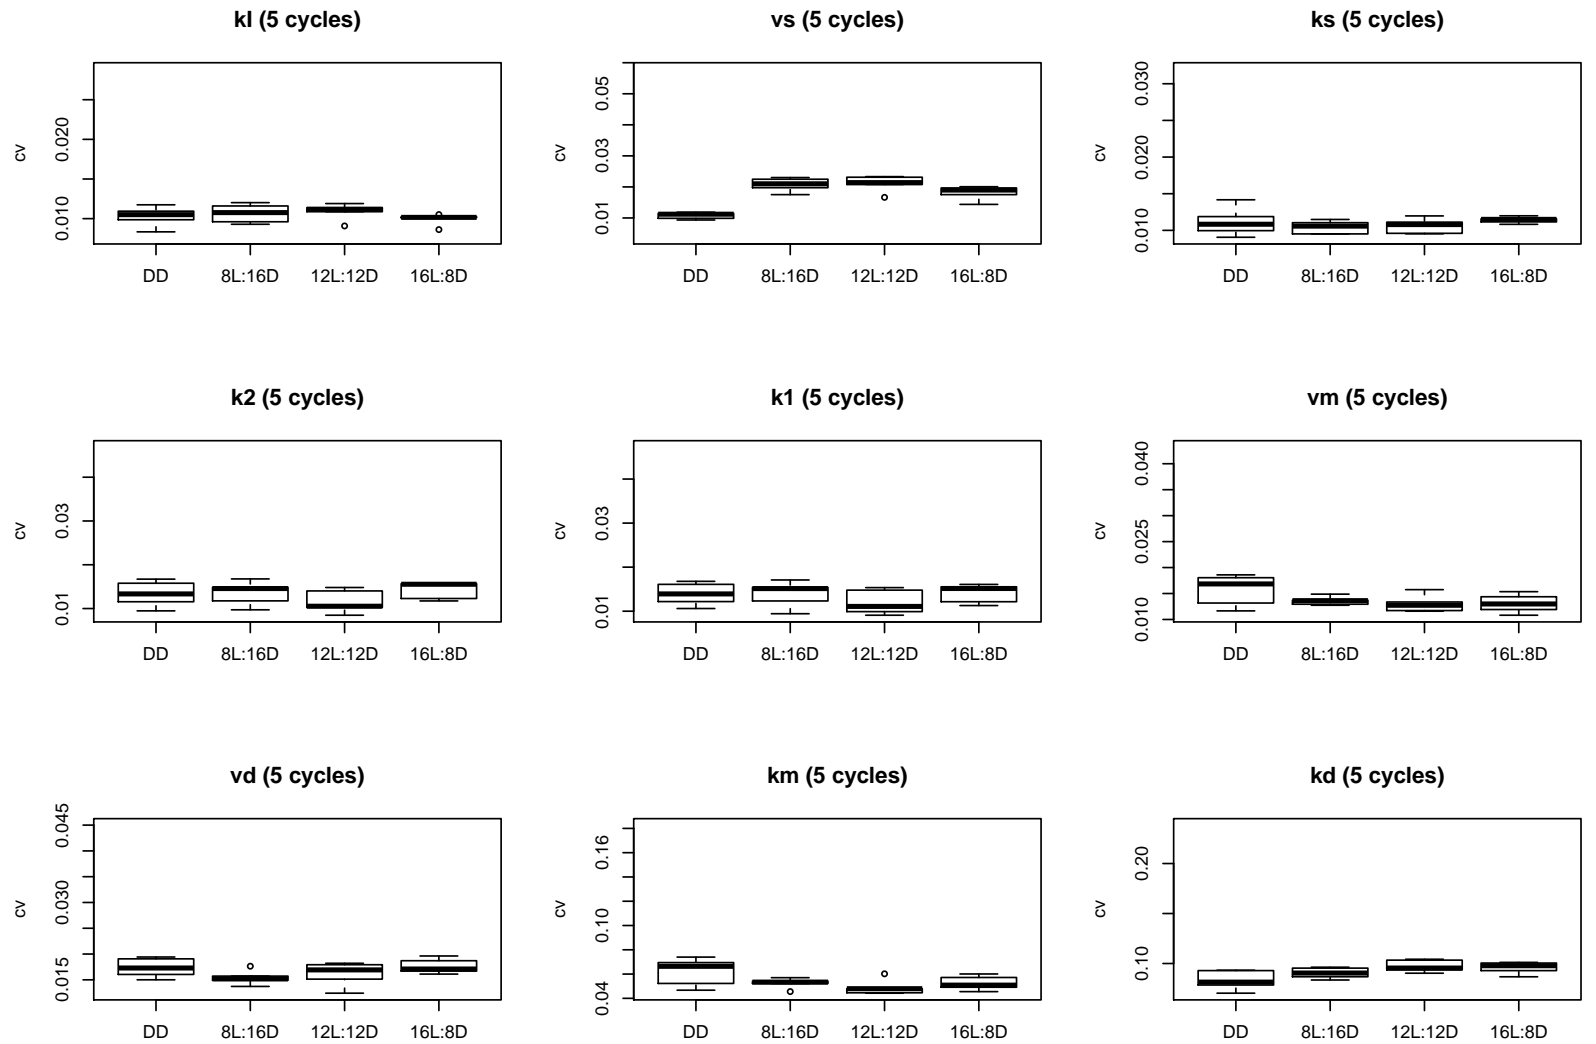 kl (5 cycles)
vs (5 cycles)
ks (5 cycles)
cv
0.010
0.020
DD
8L:16D
12L:12D
16L:8D
cv
0.01
0.03
0.05
DD
8L:16D
12L:12D
16L:8D
cv
0.010
0.020
0.030
DD
8L:16D
12L:12D
16L:8D
k2 (5 cycles)
k1 (5 cycles)
vm (5 cycles)
cv
0.01
0.03
DD
8L:16D
12L:12D
16L:8D
cv
0.01
0.03
DD
8L:16D
12L:12D
16L:8D
cv
0.010
0.025
0.040
DD
8L:16D
12L:12D
16L:8D
vd (5 cycles)
km (5 cycles)
kd (5 cycles)
cv
0.015
0.030
0.045
DD
8L:16D
12L:12D
16L:8D
cv
0.04
0.10
0.16
DD
8L:16D
12L:12D
16L:8D
cv
0.10
0.20
DD
8L:16D
12L:12D
16L:8D